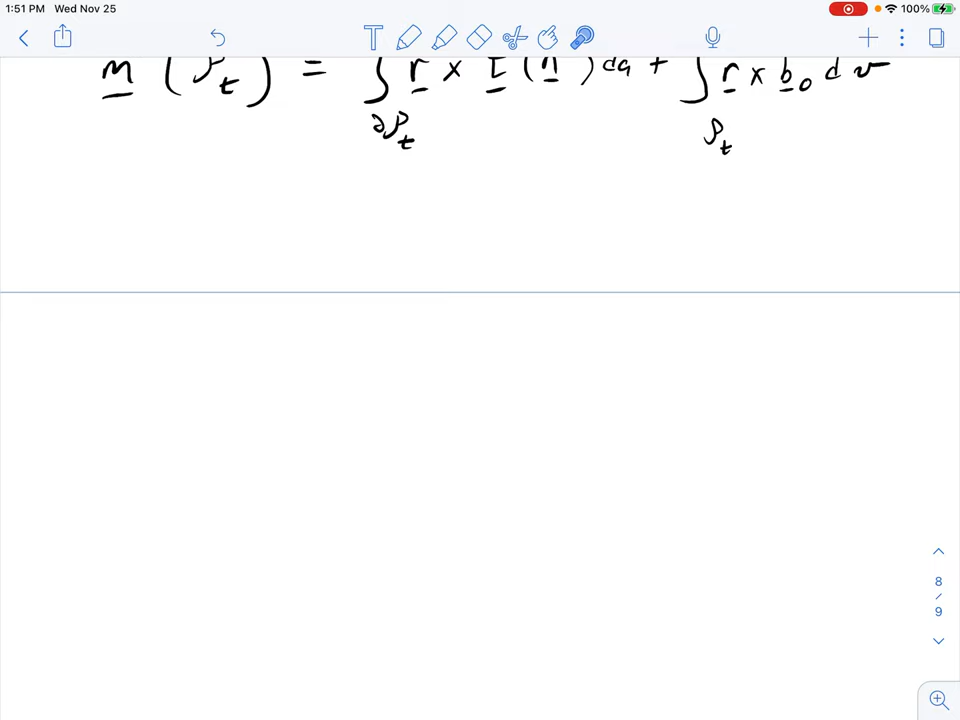 1:51 PM Wed Nov 25
100%
T
m (P_t) = ∫_{∂P_t} r × t (n) da + ∫_{P_t} r × b_0 dv
8
/
9